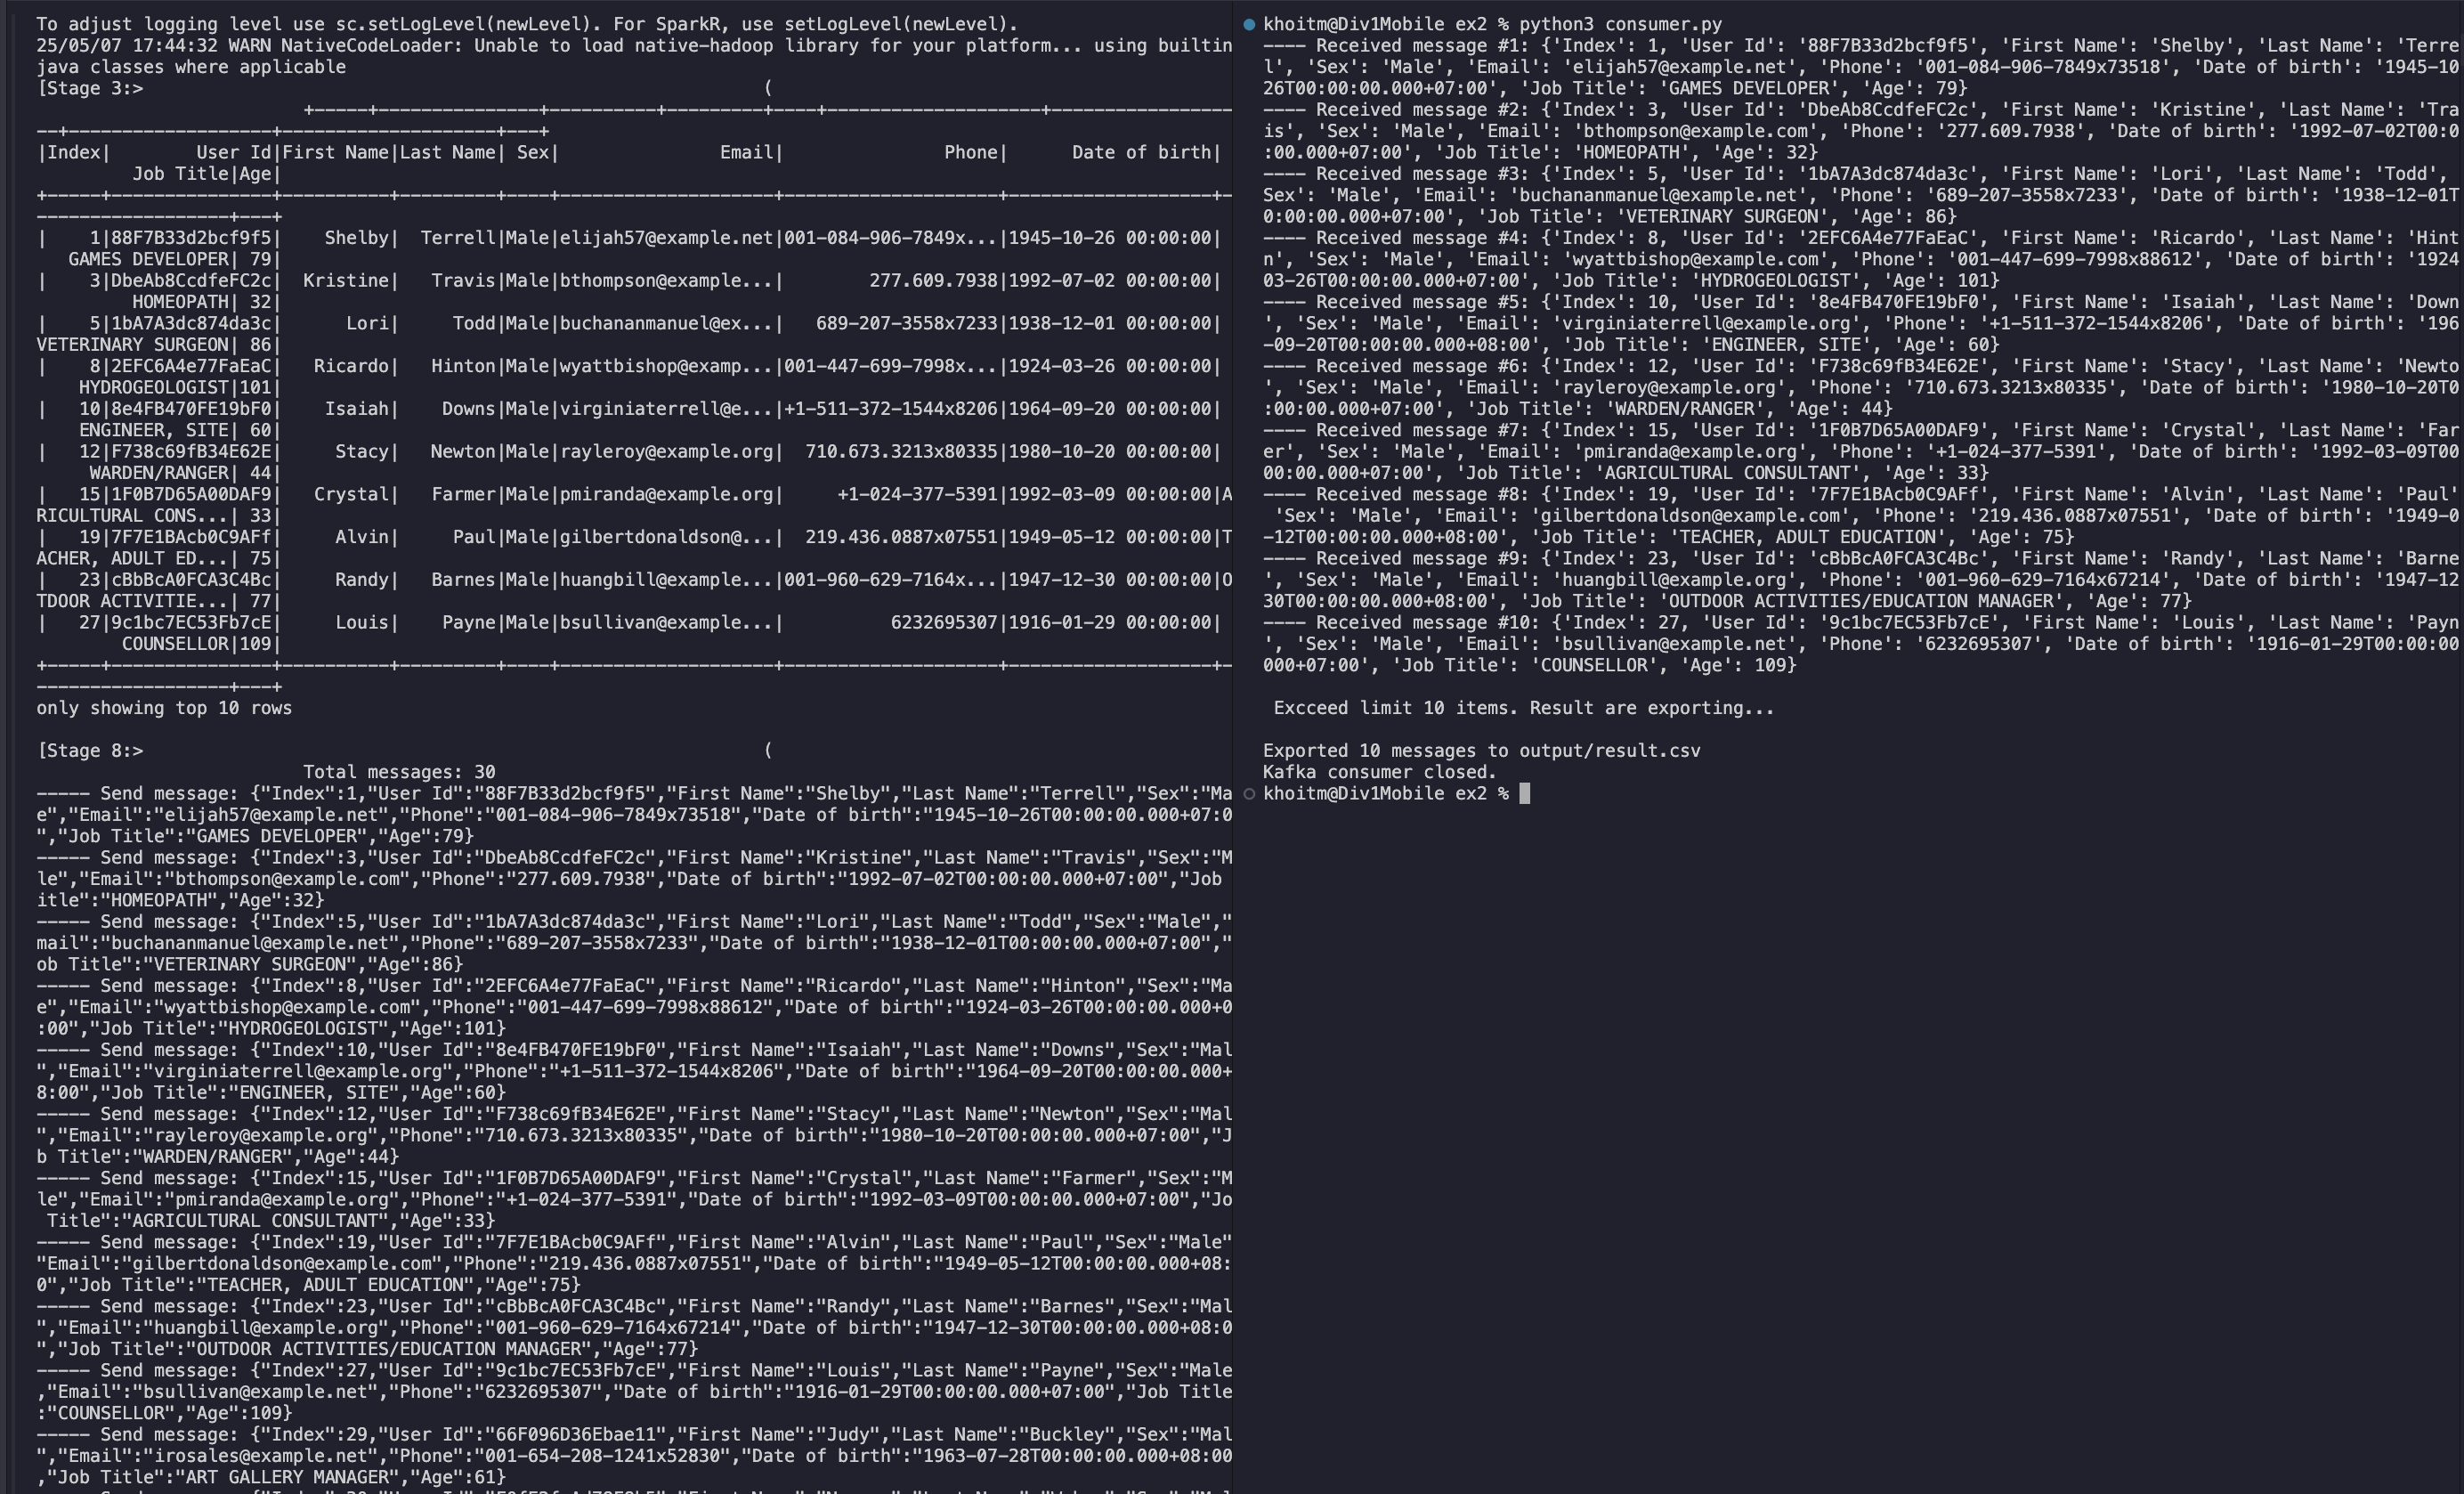 To adjust logging level use sc.setLogLevel(newLevel). For SparkR, use setLogLevel(newLevel).
25/05/07 17:44:32 WARN NativeCodeLoader: Unable to load native-hadoop library for your platform... using builtin
java classes where applicable
[Stage 3:> (
+-----+----------------+----------+---------+----+--------------------+-----------------
--+-------------------+--------------------+---+
|Index| User Id|First Name|Last Name| Sex| Email| Phone| Date of birth|
Job Title|Age|
+-----+---------------+----------+---------+----+--------------------+--------------------+-------------------+-
------------------+---+
| 1|88F7B33d2bcf9f5| Shelby| Terrell|Male|elijah57@example.net|001-084-906-7849x...|1945-10-26 00:00:00|
GAMES DEVELOPER| 79|
| 3|DbeAb8CcdfeFC2c| Kristine| Travis|Male|bthompson@example...| 277.609.7938|1992-07-02 00:00:00|
HOMEOPATH| 32|
| 5|1bA7A3dc874da3c| Lori| Todd|Male|buchananmanuel@ex...| 689-207-3558x7233|1938-12-01 00:00:00|
VETERINARY SURGEON| 86|
| 8|2EFC6A4e77FaEaC| Ricardo| Hinton|Male|wyattbishop@examp...|001-447-699-7998x...|1924-03-26 00:00:00|
HYDROGEOLOGIST|101|
| 10|8e4FB470FE19bF0| Isaiah| Downs|Male|virginiaterrell@e...|+1-511-372-1544x8206|1964-09-20 00:00:00|
ENGINEER, SITE| 60|
| 12|F738c69fB34E62E| Stacy| Newton|Male|rayleroy@example.org| 710.673.3213x80335|1980-10-20 00:00:00|
WARDEN/RANGER| 44|
| 15|1F0B7D65A00DAF9| Crystal| Farmer|Male|pmiranda@example.org| +1-024-377-5391|1992-03-09 00:00:00|A
RICULTURAL CONS...| 33|
| 19|7F7E1BAcb0C9AFf| Alvin| Paul|Male|gilbertdonaldson@...| 219.436.0887x07551|1949-05-12 00:00:00|T
ACHER, ADULT ED...| 75|
| 23|cBbBcA0FCA3C4Bc| Randy| Barnes|Male|huangbill@example...|001-960-629-7164x...|1947-12-30 00:00:00|O
TDOOR ACTIVITIE...| 77|
| 27|9c1bc7EC53Fb7cE| Louis| Payne|Male|bsullivan@example...| 6232695307|1916-01-29 00:00:00|
COUNSELLOR|109|
+-----+---------------+----------+---------+----+--------------------+--------------------+-------------------+-
------------------+---+
only showing top 10 rows
[Stage 8:> (
Total messages: 30
----- Send message: {"Index":1,"User Id":"88F7B33d2bcf9f5","First Name":"Shelby","Last Name":"Terrell","Sex":"Ma
e","Email":"elijah57@example.net","Phone":"001-084-906-7849x73518","Date of birth":"1945-10-26T00:00:00.000+07:0
","Job Title":"GAMES DEVELOPER","Age":79}
----- Send message: {"Index":3,"User Id":"DbeAb8CcdfeFC2c","First Name":"Kristine","Last Name":"Travis","Sex":"M
le","Email":"bthompson@example.com","Phone":"277.609.7938","Date of birth":"1992-07-02T00:00:00.000+07:00","Job
itle":"HOMEOPATH","Age":32}
----- Send message: {"Index":5,"User Id":"1bA7A3dc874da3c","First Name":"Lori","Last Name":"Todd","Sex":"Male","
mail":"buchananmanuel@example.net","Phone":"689-207-3558x7233","Date of birth":"1938-12-01T00:00:00.000+07:00","
ob Title":"VETERINARY SURGEON","Age":86}
----- Send message: {"Index":8,"User Id":"2EFC6A4e77FaEaC","First Name":"Ricardo","Last Name":"Hinton","Sex":"Ma
e","Email":"wyattbishop@example.com","Phone":"001-447-699-7998x88612","Date of birth":"1924-03-26T00:00:00.000+0
:00","Job Title":"HYDROGEOLOGIST","Age":101}
----- Send message: {"Index":10,"User Id":"8e4FB470FE19bF0","First Name":"Isaiah","Last Name":"Downs","Sex":"Mal
","Email":"virginiaterrell@example.org","Phone":"+1-511-372-1544x8206","Date of birth":"1964-09-20T00:00:00.000+
8:00","Job Title":"ENGINEER, SITE","Age":60}
----- Send message: {"Index":12,"User Id":"F738c69fB34E62E","First Name":"Stacy","Last Name":"Newton","Sex":"Mal
","Email":"rayleroy@example.org","Phone":"710.673.3213x80335","Date of birth":"1980-10-20T00:00:00.000+07:00","J
b Title":"WARDEN/RANGER","Age":44}
----- Send message: {"Index":15,"User Id":"1F0B7D65A00DAF9","First Name":"Crystal","Last Name":"Farmer","Sex":"M
le","Email":"pmiranda@example.org","Phone":"+1-024-377-5391","Date of birth":"1992-03-09T00:00:00.000+07:00","Jo
Title":"AGRICULTURAL CONSULTANT","Age":33}
----- Send message: {"Index":19,"User Id":"7F7E1BAcb0C9AFf","First Name":"Alvin","Last Name":"Paul","Sex":"Male"
"Email":"gilbertdonaldson@example.com","Phone":"219.436.0887x07551","Date of birth":"1949-05-12T00:00:00.000+08:
0","Job Title":"TEACHER, ADULT EDUCATION","Age":75}
----- Send message: {"Index":23,"User Id":"cBbBcA0FCA3C4Bc","First Name":"Randy","Last Name":"Barnes","Sex":"Mal
","Email":"huangbill@example.org","Phone":"001-960-629-7164x67214","Date of birth":"1947-12-30T00:00:00.000+08:0
","Job Title":"OUTDOOR ACTIVITIES/EDUCATION MANAGER","Age":77}
----- Send message: {"Index":27,"User Id":"9c1bc7EC53Fb7cE","First Name":"Louis","Last Name":"Payne","Sex":"Male
,"Email":"bsullivan@example.net","Phone":"6232695307","Date of birth":"1916-01-29T00:00:00.000+07:00","Job Title
:"COUNSELLOR","Age":109}
----- Send message: {"Index":29,"User Id":"66F096D36Ebae11","First Name":"Judy","Last Name":"Buckley","Sex":"Mal
","Email":"irosales@example.net","Phone":"001-654-208-1241x52830","Date of birth":"1963-07-28T00:00:00.000+08:00
,"Job Title":"ART GALLERY MANAGER","Age":61}
khoitm@Div1Mobile ex2 % python3 consumer.py
---- Received message #1: {'Index': 1, 'User Id': '88F7B33d2bcf9f5', 'First Name': 'Shelby', 'Last Name': 'Terre
l', 'Sex': 'Male', 'Email': 'elijah57@example.net', 'Phone': '001-084-906-7849x73518', 'Date of birth': '1945-10
26T00:00:00.000+07:00', 'Job Title': 'GAMES DEVELOPER', 'Age': 79}
---- Received message #2: {'Index': 3, 'User Id': 'DbeAb8CcdfeFC2c', 'First Name': 'Kristine', 'Last Name': 'Tra
is', 'Sex': 'Male', 'Email': 'bthompson@example.com', 'Phone': '277.609.7938', 'Date of birth': '1992-07-02T00:0
:00.000+07:00', 'Job Title': 'HOMEOPATH', 'Age': 32}
---- Received message #3: {'Index': 5, 'User Id': '1bA7A3dc874da3c', 'First Name': 'Lori', 'Last Name': 'Todd',
Sex': 'Male', 'Email': 'buchananmanuel@example.net', 'Phone': '689-207-3558x7233', 'Date of birth': '1938-12-01T
0:00:00.000+07:00', 'Job Title': 'VETERINARY SURGEON', 'Age': 86}
---- Received message #4: {'Index': 8, 'User Id': '2EFC6A4e77FaEaC', 'First Name': 'Ricardo', 'Last Name': 'Hint
n', 'Sex': 'Male', 'Email': 'wyattbishop@example.com', 'Phone': '001-447-699-7998x88612', 'Date of birth': '1924
03-26T00:00:00.000+07:00', 'Job Title': 'HYDROGEOLOGIST', 'Age': 101}
---- Received message #5: {'Index': 10, 'User Id': '8e4FB470FE19bF0', 'First Name': 'Isaiah', 'Last Name': 'Down
', 'Sex': 'Male', 'Email': 'virginiaterrell@example.org', 'Phone': '+1-511-372-1544x8206', 'Date of birth': '196
-09-20T00:00:00.000+08:00', 'Job Title': 'ENGINEER, SITE', 'Age': 60}
---- Received message #6: {'Index': 12, 'User Id': 'F738c69fB34E62E', 'First Name': 'Stacy', 'Last Name': 'Newto
', 'Sex': 'Male', 'Email': 'rayleroy@example.org', 'Phone': '710.673.3213x80335', 'Date of birth': '1980-10-20T0
:00:00.000+07:00', 'Job Title': 'WARDEN/RANGER', 'Age': 44}
---- Received message #7: {'Index': 15, 'User Id': '1F0B7D65A00DAF9', 'First Name': 'Crystal', 'Last Name': 'Far
er', 'Sex': 'Male', 'Email': 'pmiranda@example.org', 'Phone': '+1-024-377-5391', 'Date of birth': '1992-03-09T00
00:00.000+07:00', 'Job Title': 'AGRICULTURAL CONSULTANT', 'Age': 33}
---- Received message #8: {'Index': 19, 'User Id': '7F7E1BAcb0C9AFf', 'First Name': 'Alvin', 'Last Name': 'Paul'
'Sex': 'Male', 'Email': 'gilbertdonaldson@example.com', 'Phone': '219.436.0887x07551', 'Date of birth': '1949-0
-12T00:00:00.000+08:00', 'Job Title': 'TEACHER, ADULT EDUCATION', 'Age': 75}
---- Received message #9: {'Index': 23, 'User Id': 'cBbBcA0FCA3C4Bc', 'First Name': 'Randy', 'Last Name': 'Barne
', 'Sex': 'Male', 'Email': 'huangbill@example.org', 'Phone': '001-960-629-7164x67214', 'Date of birth': '1947-12
30T00:00:00.000+08:00', 'Job Title': 'OUTDOOR ACTIVITIES/EDUCATION MANAGER', 'Age': 77}
---- Received message #10: {'Index': 27, 'User Id': '9c1bc7EC53Fb7cE', 'First Name': 'Louis', 'Last Name': 'Payn
', 'Sex': 'Male', 'Email': 'bsullivan@example.net', 'Phone': '6232695307', 'Date of birth': '1916-01-29T00:00:00
000+07:00', 'Job Title': 'COUNSELLOR', 'Age': 109}
Excceed limit 10 items. Result are exporting...
Exported 10 messages to output/result.csv
Kafka consumer closed.
khoitm@Div1Mobile ex2 %